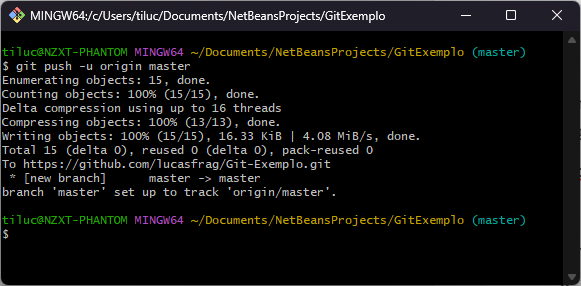 MINGW64:/c/Users/tiluc/Documents/NetBeansProjects/GitExemplo
tiluc@NZXT-PHANTOM MINGW64 ~/Documents/NetBeansProjects/GitExemplo (master)
$ git push -u origin master
Enumerating objects: 15, done.
Counting objects: 100% (15/15), done.
Delta compression using up to 16 threads
Compressing objects: 100% (13/13), done.
Writing objects: 100% (15/15), 16.33 KiB | 4.08 MiB/s, done.
Total 15 (delta 0), reused 0 (delta 0), pack-reused 0
To https://github.com/lucasfrag/Git-Exemplo.git
 * [new branch]      master -> master
branch 'master' set up to track 'origin/master'.
tiluc@NZXT-PHANTOM MINGW64 ~/Documents/NetBeansProjects/GitExemplo (master)
$